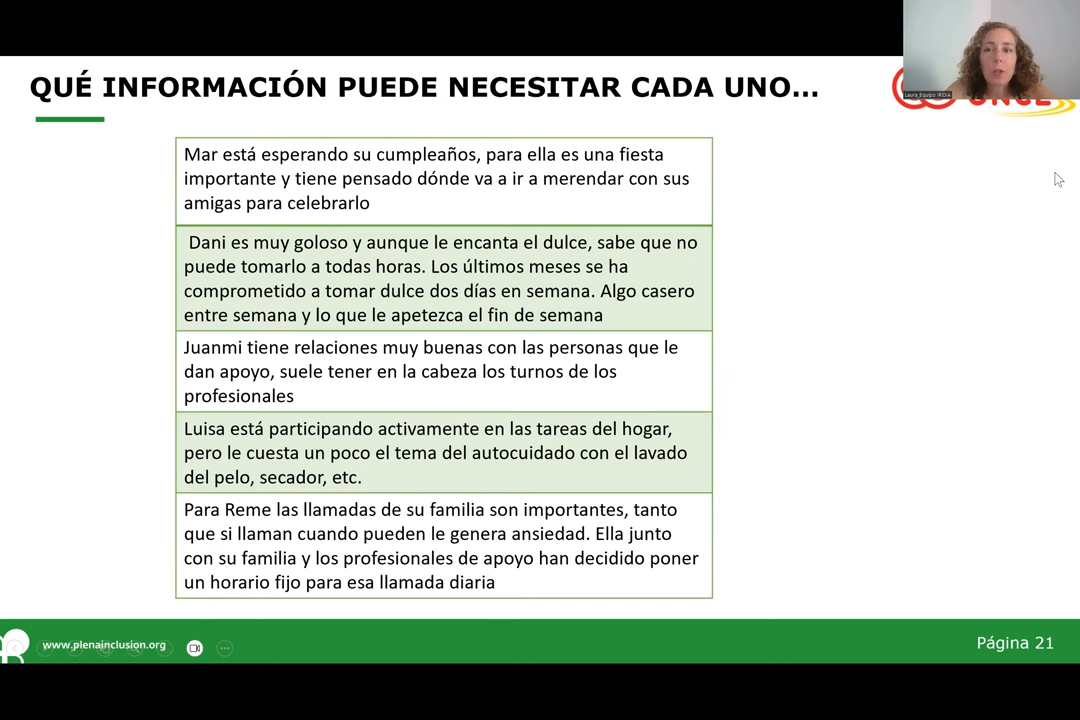 QUÉ INFORMACIÓN PUEDE NECESITAR CADA UNO...
Laura_Equipo IRIDIA
Mar está esperando su cumpleaños, para ella es una fiesta
importante y tiene pensado dónde va a ir a merendar con sus
amigas para celebrarlo
Dani es muy goloso y aunque le encanta el dulce, sabe que no
puede tomarlo a todas horas. Los últimos meses se ha
comprometido a tomar dulce dos días en semana. Algo casero
entre semana y lo que le apetezca el fin de semana
Juanmi tiene relaciones muy buenas con las personas que le
dan apoyo, suele tener en la cabeza los turnos de los
profesionales
Luisa está participando activamente en las tareas del hogar,
pero le cuesta un poco el tema del autocuidado con el lavado
del pelo, secador, etc.
Para Reme las llamadas de su familia son importantes, tanto
que si llaman cuando pueden le genera ansiedad. Ella junto
con su familia y los profesionales de apoyo han decidido poner
un horario fijo para esa llamada diaria
www.plenainclusion.org
Página 21